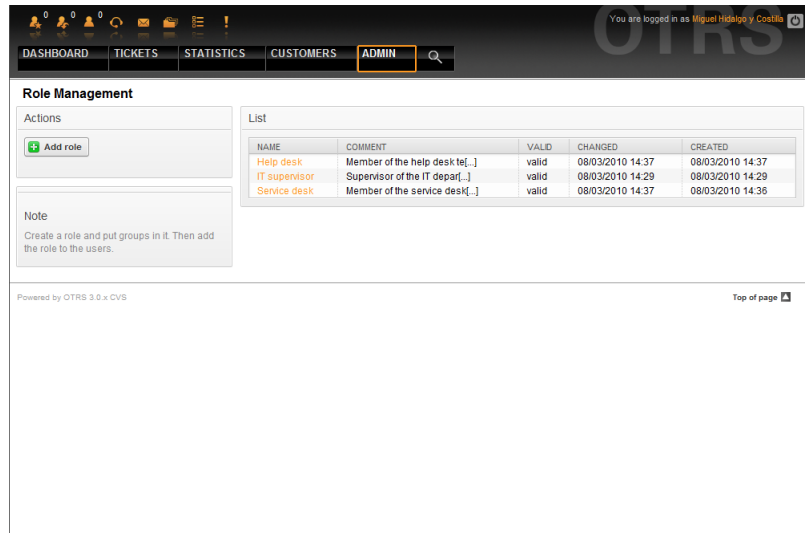 0 0 0
You are logged in as Miguel Hidalgo y Costilla
OTRS
DASHBOARD TICKETS STATISTICS CUSTOMERS ADMIN
Role Management
Actions
Add role
Note
Create a role and put groups in it. Then add
the role to the users.
List
NAME COMMENT VALID CHANGED CREATED
Help desk Member of the help desk te[...] valid 08/03/2010 14:37 08/03/2010 14:37
IT supervisor Supervisor of the IT depar[...] valid 08/03/2010 14:29 08/03/2010 14:29
Service desk Member of the service desk[...] valid 08/03/2010 14:37 08/03/2010 14:36
Powered by OTRS 3.0.x CVS
Top of page